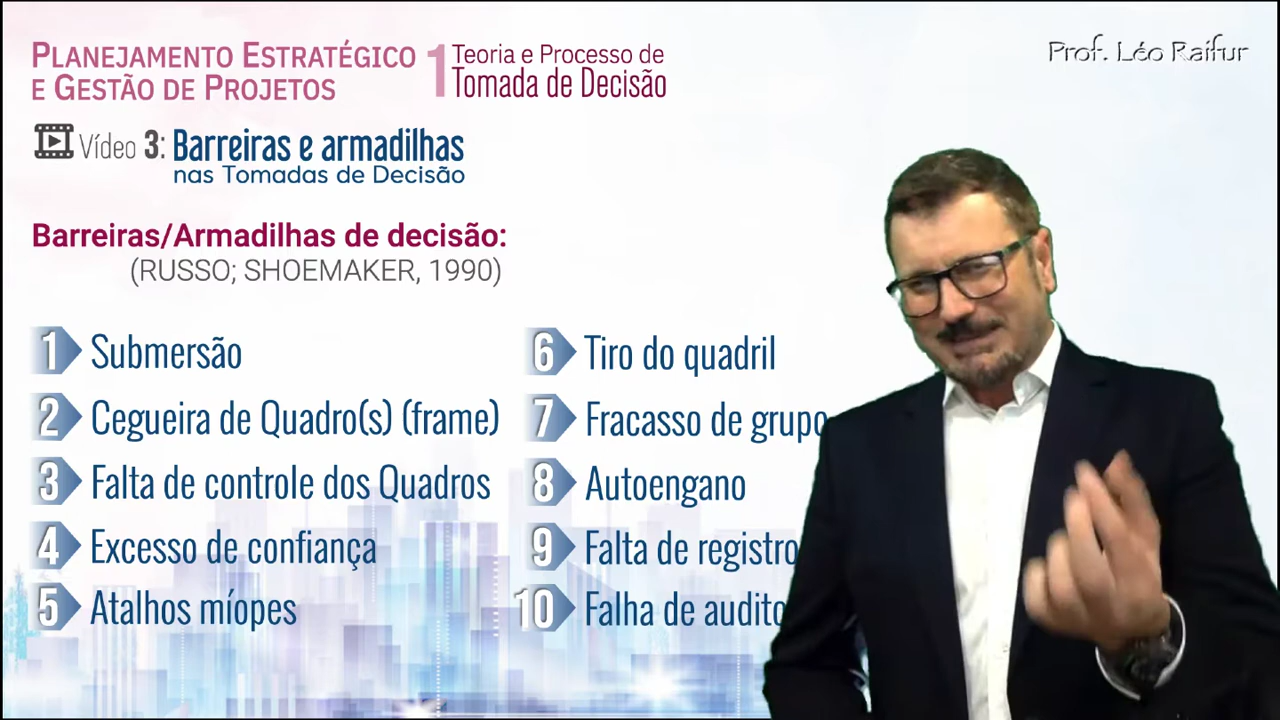 PLANEJAMENTO ESTRATÉGICO
E GESTÃO DE PROJETOS
1 Teoria e Processo de
Tomada de Decisão
Prof. Léo Raifur
Vídeo 3: Barreiras e armadilhas
nas Tomadas de Decisão
Barreiras/Armadilhas de decisão:
(RUSSO; SHOEMAKER, 1990)
1 Submersão
2 Cegueira de Quadro(s) (frame)
3 Falta de controle dos Quadros
4 Excesso de confiança
5 Atalhos míopes
6 Tiro do quadril
7 Fracasso de grupo
8 Autoengano
9 Falta de registro
10 Falha de